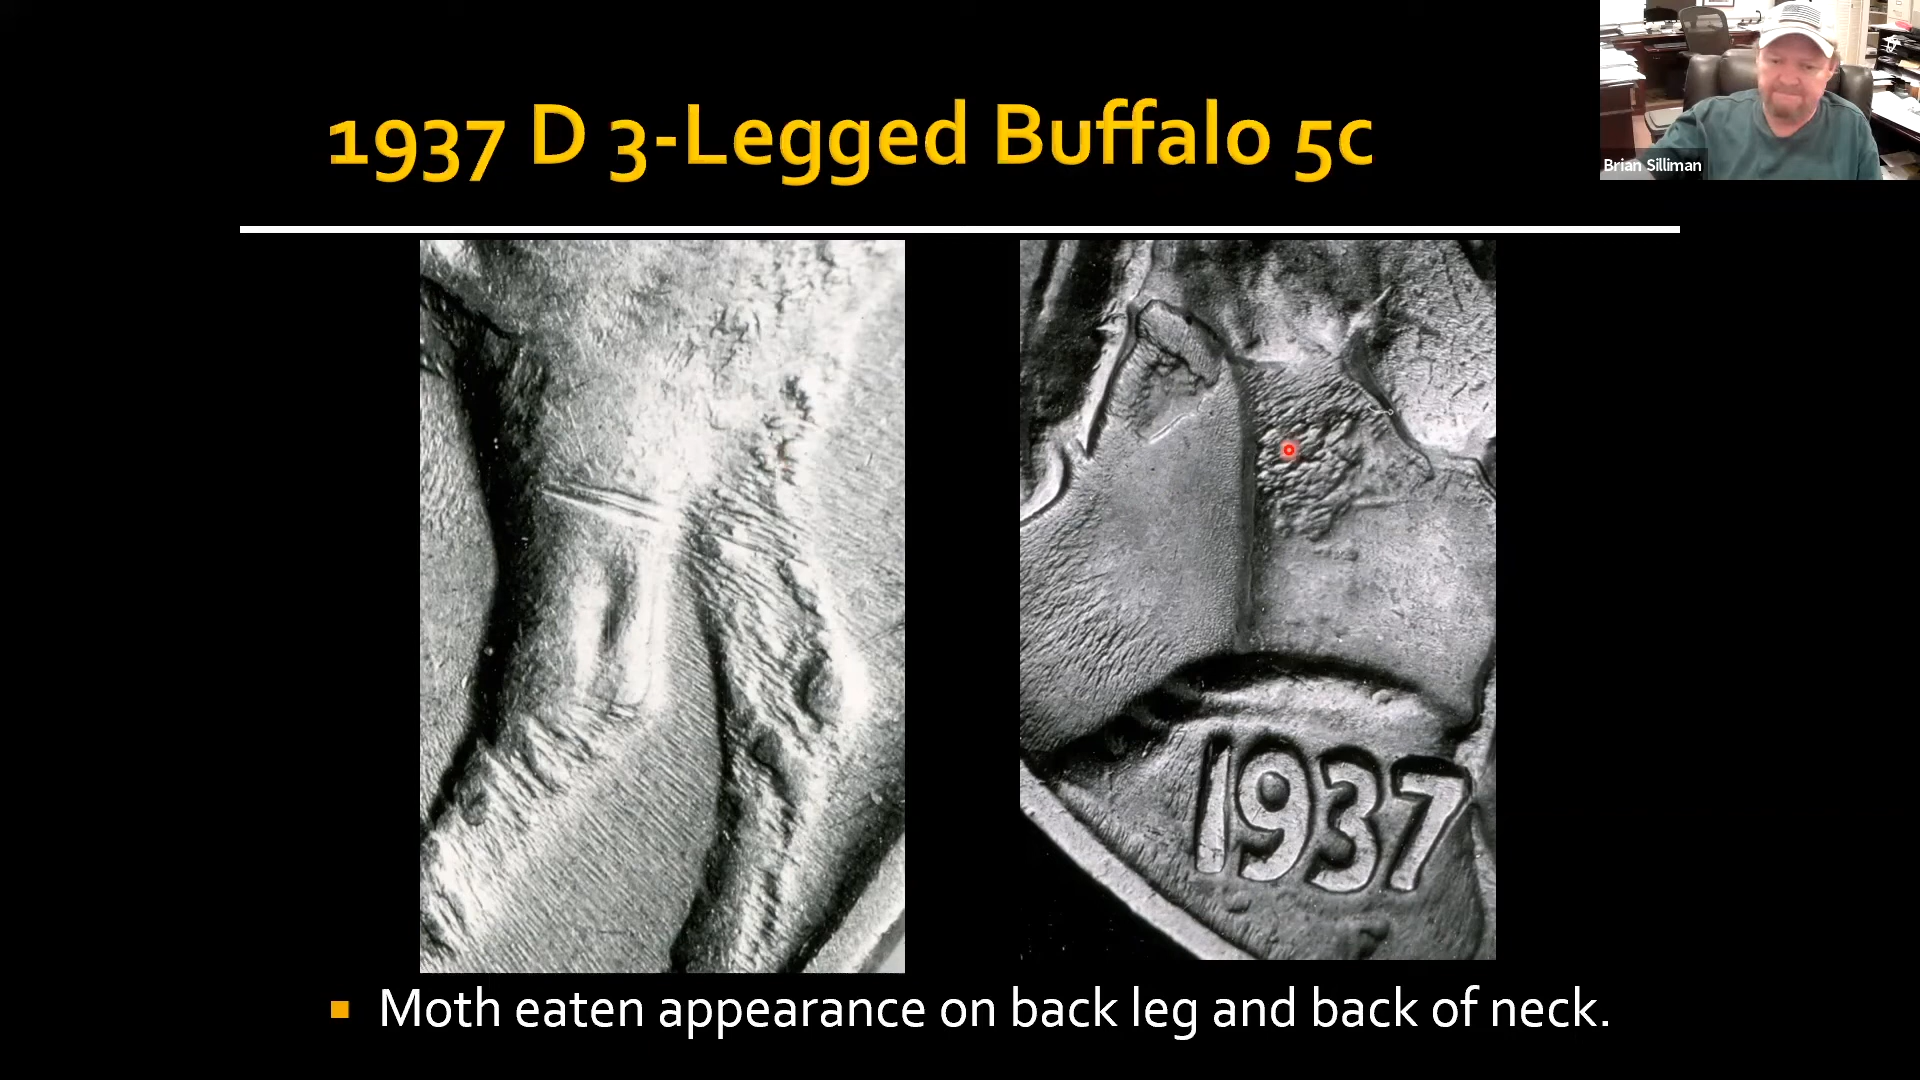 1937 D 3-Legged Buffalo 5c
Brian Silliman
1937
Moth eaten appearance on back leg and back of neck.